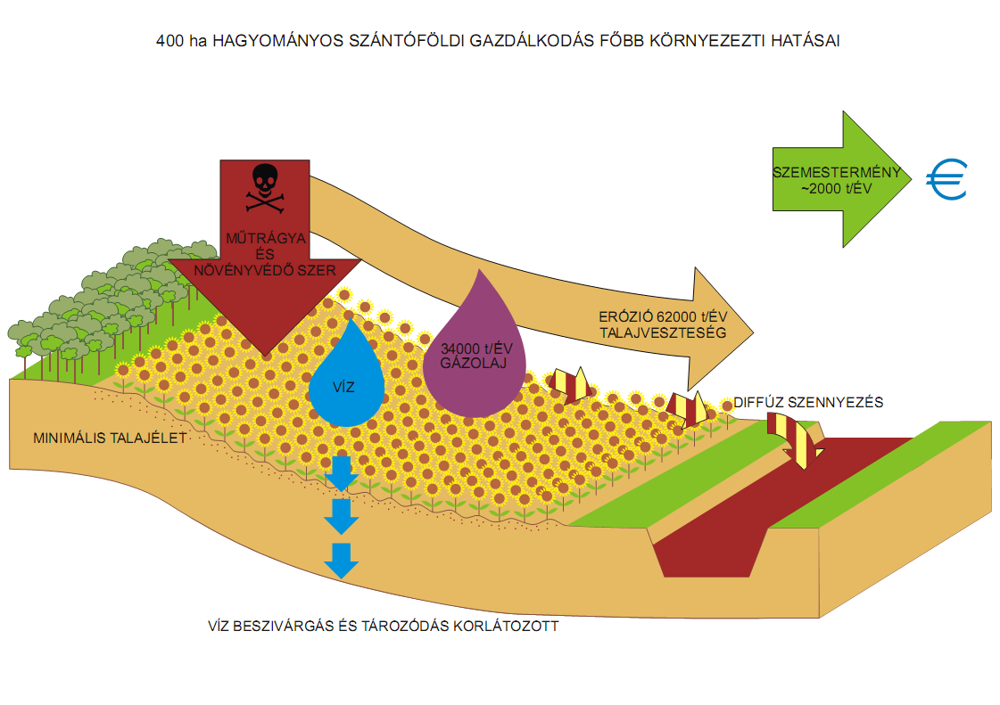 400 ha HAGYOMÁNYOS SZÁNTÓFÖLDI GAZDÁLKODÁS FŐBB KÖRNYEZEZTI HATÁSAI
SZEMESTERMÉNY
~2000 t/ÉV
€
MŰTRÁGYA
ÉS
NÖVÉNYVÉDŐ SZER
ERÓZIÓ 62000 t/ÉV
TALAJVESZTESÉG
34000 t/ÉV
GÁZOLAJ
VÍZ
DIFFÚZ SZENNYEZÉS
MINIMÁLIS TALAJÉLET
VÍZ BESZIVÁRGÁS ÉS TÁROZÓDÁS KORLÁTOZOTT